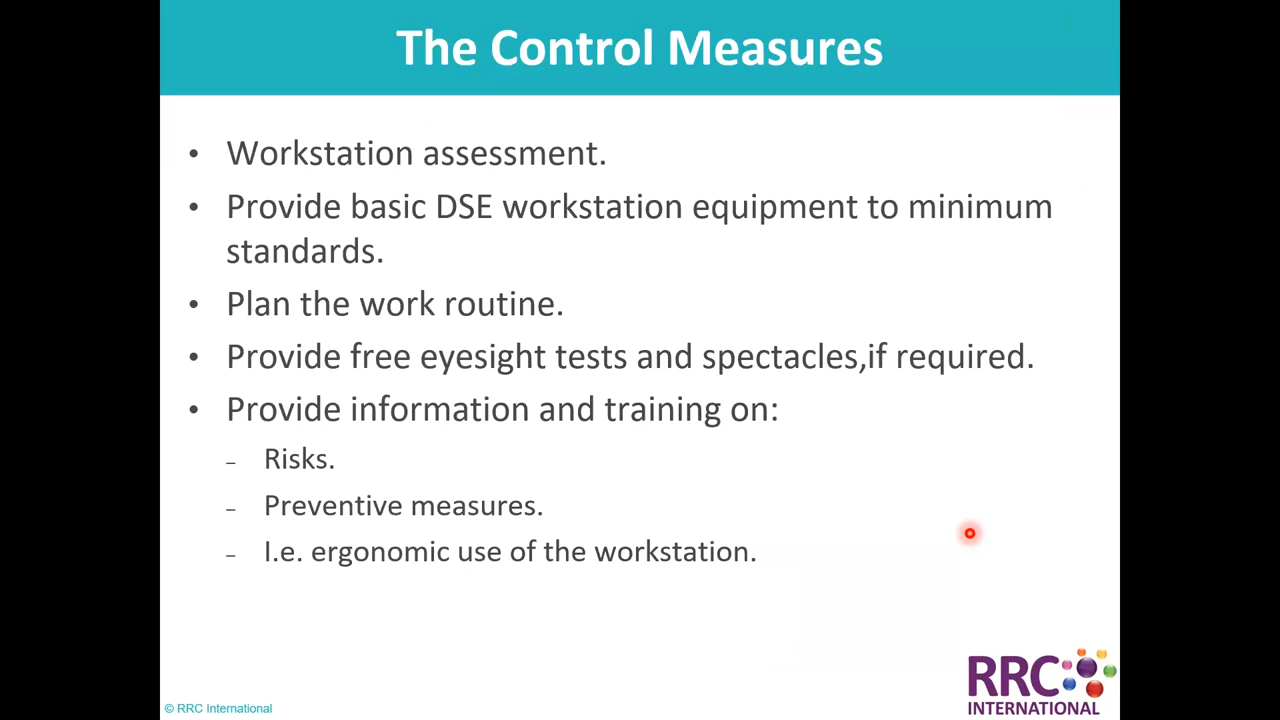 The Control Measures
• Workstation assessment.
• Provide basic DSE workstation equipment to minimum
standards.
• Plan the work routine.
• Provide free eyesight tests and spectacles,if required.
• Provide information and training on:
– Risks.
– Preventive measures.
– I.e. ergonomic use of the workstation.
RRC
INTERNATIONAL
© RRC International